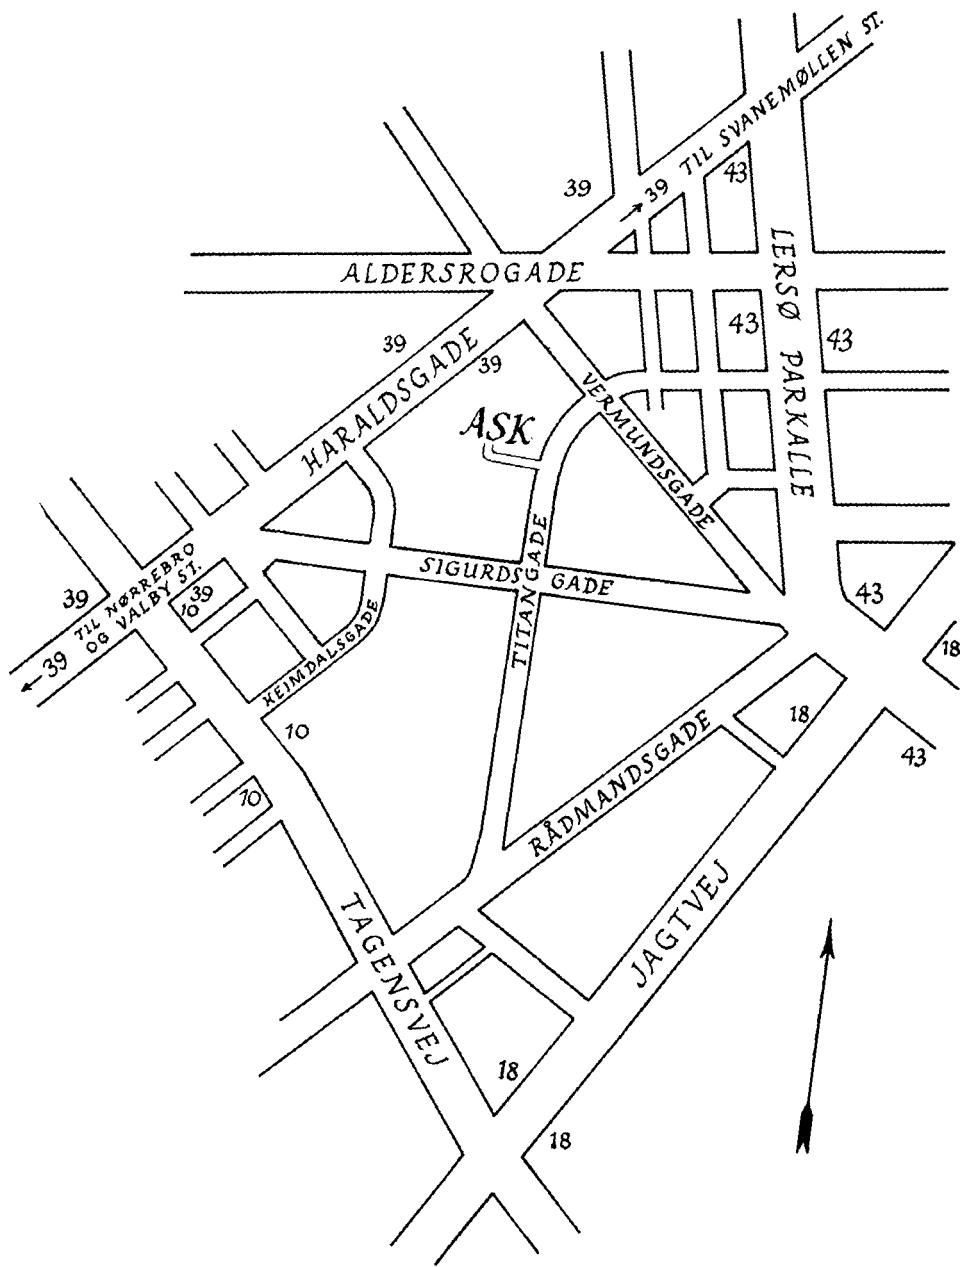 TIL SVANEMØLLEN ST.
43
39
39
ALDERSROGADE
LERSØ PARKALLE
43
43
39
HARALDSGADE
39
VERMUNDSGADE
ASK
SIGURDSGADE
TITANGADE
TIL NØRREBRO
OG VALBY ST.
39
39
39
10
43
18
HEIMDALSGADE
10
18
43
RÅDMANDSGADE
10
TAGENSVEJ
JAGTVEJ
18
18